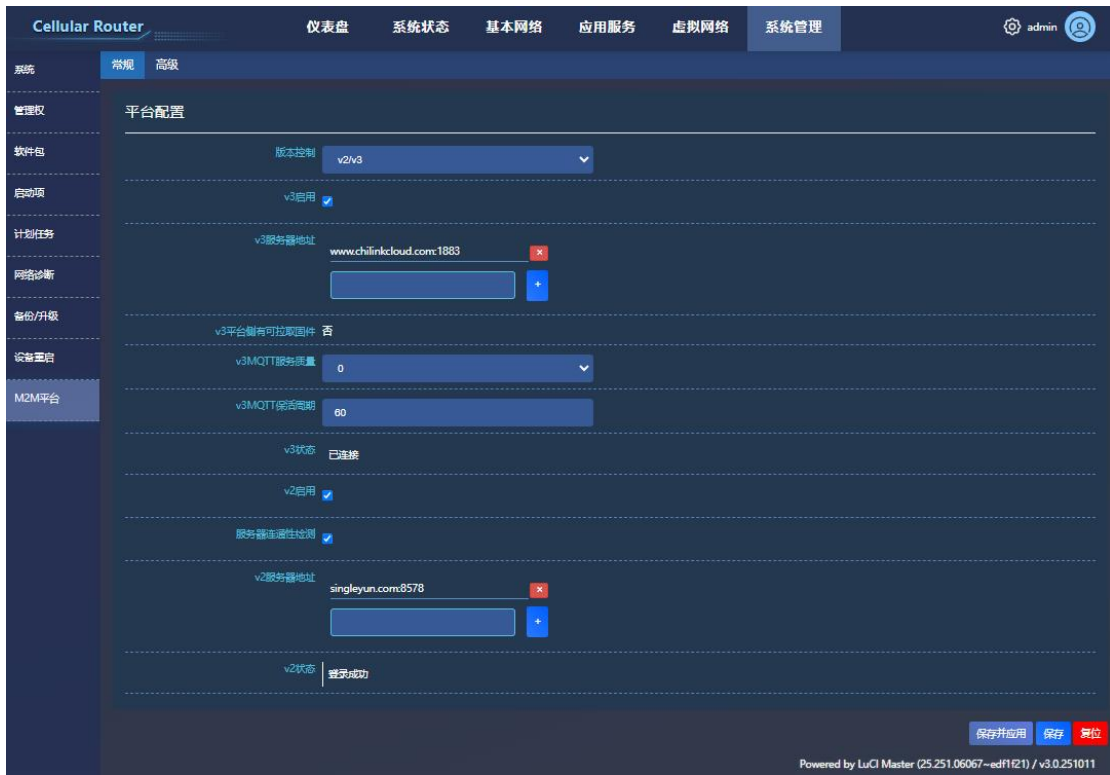 Cellular Router 仪表盘 系统状态 基本网络 应用服务 虚拟网络 系统管理 admin
系统
管理权
软件包
启动项
计划任务
网络诊断
备份/升级
设备重启
M2M平台
常规 高级
平台配置
版本控制 v2/v3
v3启用
v3服务器地址
www.chilinkcloud.com:1883 ×
+
v3平台侧有可拉取固件 否
v3MQTT服务质量 0
v3MQTT保活周期 60
v3状态 已连接
v2启用
服务器连通性检测
v2服务器地址
singleyun.com:8578 ×
+
v2状态 登录成功
保存并应用 保存 复位
Powered by LuCI Master (25.251.06067~edf1f21) / v3.0.251011